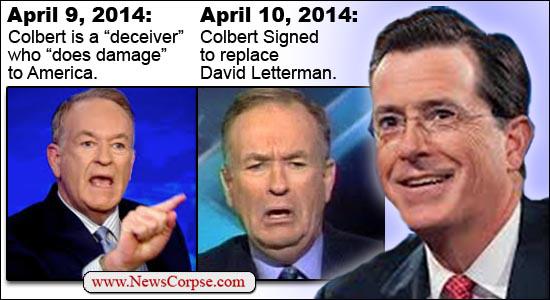 April 9, 2014:
Colbert is a “deceiver”
who “does damage”
to America.
April 10, 2014:
Colbert Signed
to replace
David Letterman.
www.NewsCorpse.com